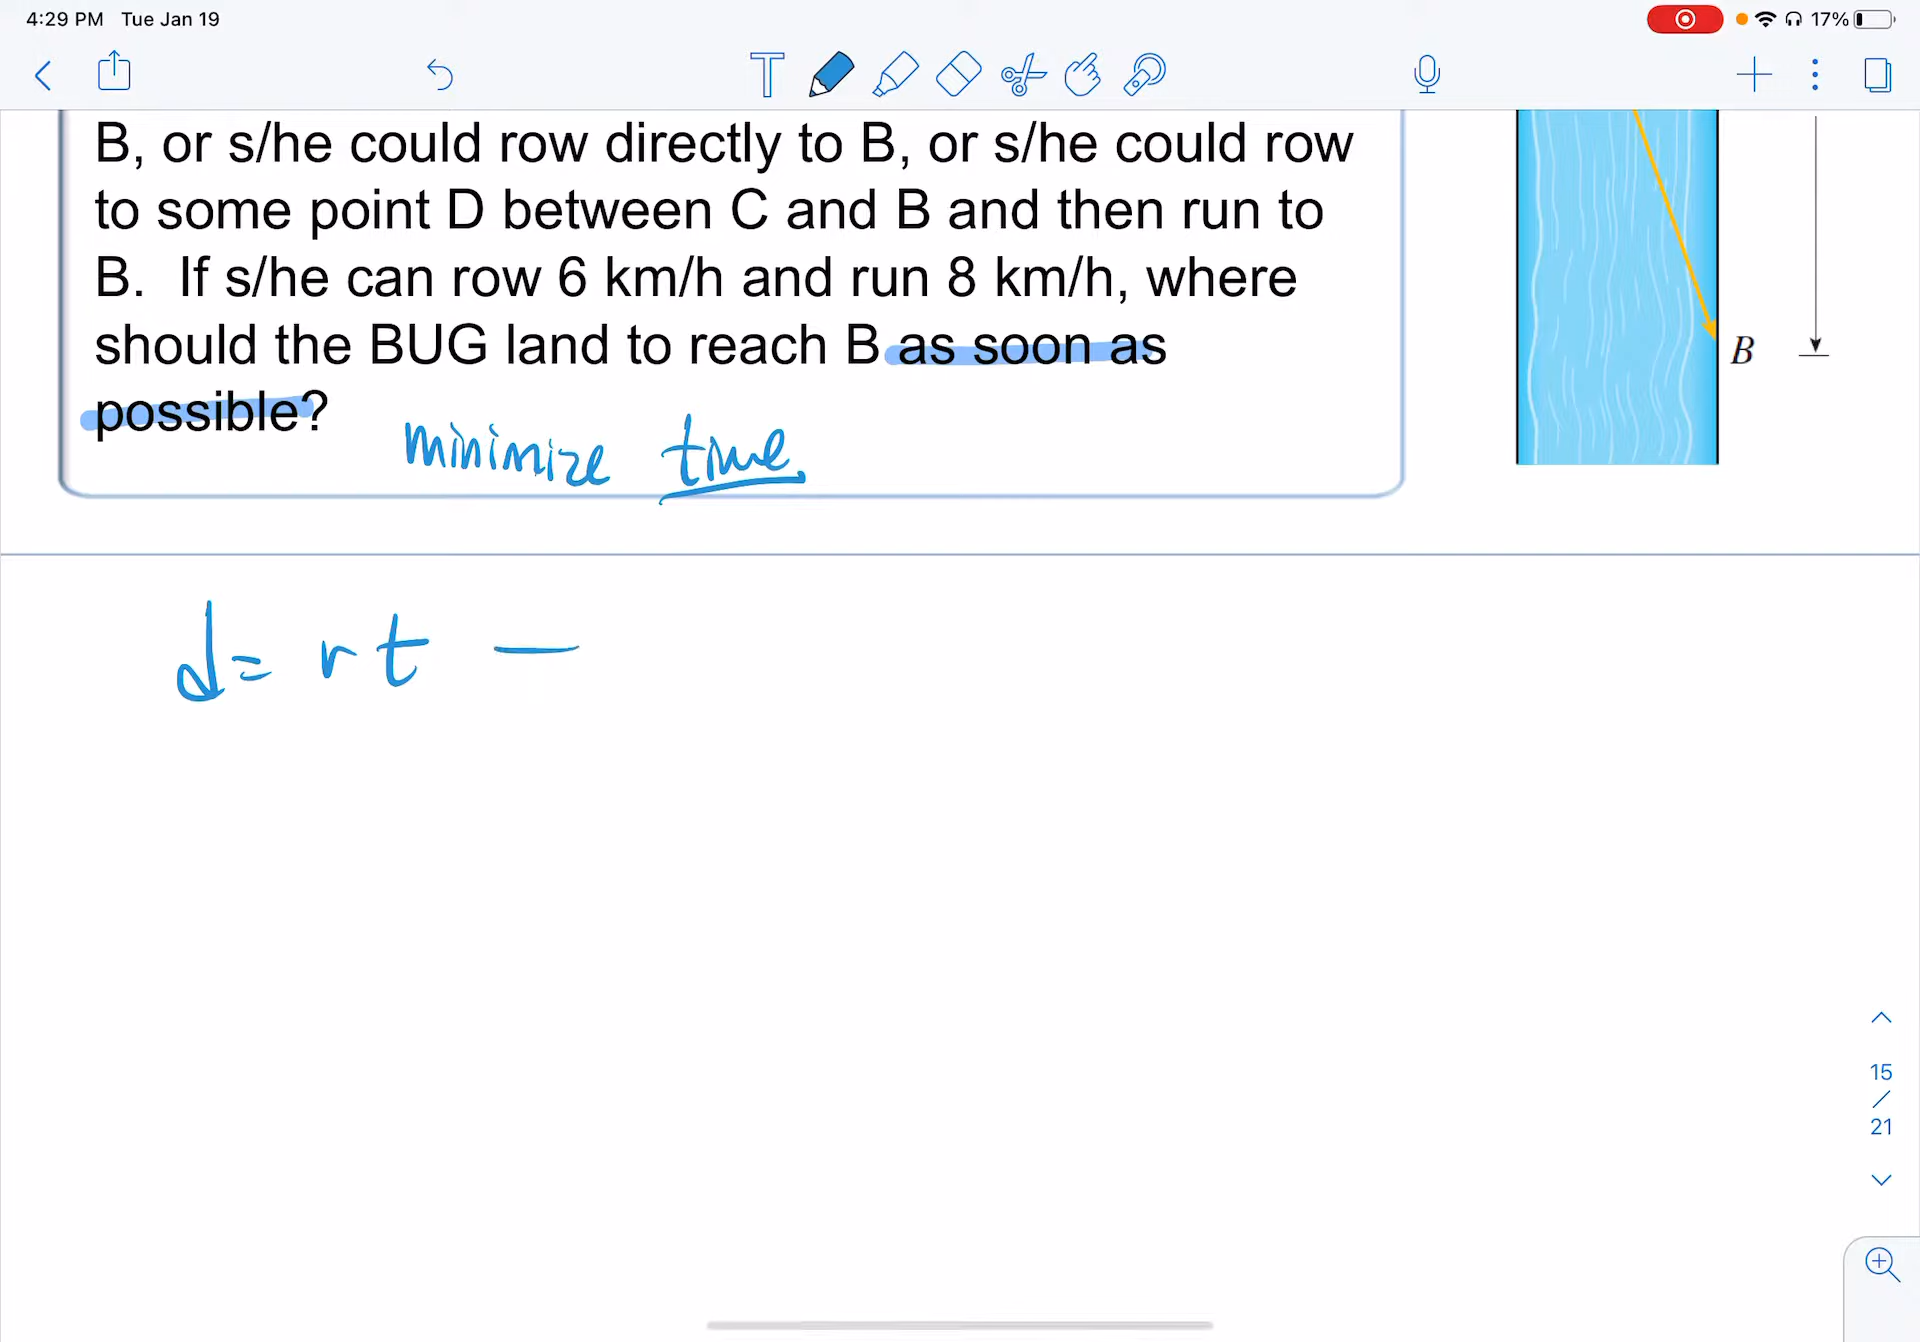 4:29 PM Tue Jan 19
17%
B, or s/he could row directly to B, or s/he could row
to some point D between C and B and then run to
B. If s/he can row 6 km/h and run 8 km/h, where
should the BUG land to reach B as soon as
possible?
minimize time
B
d = rt —
15
/
21